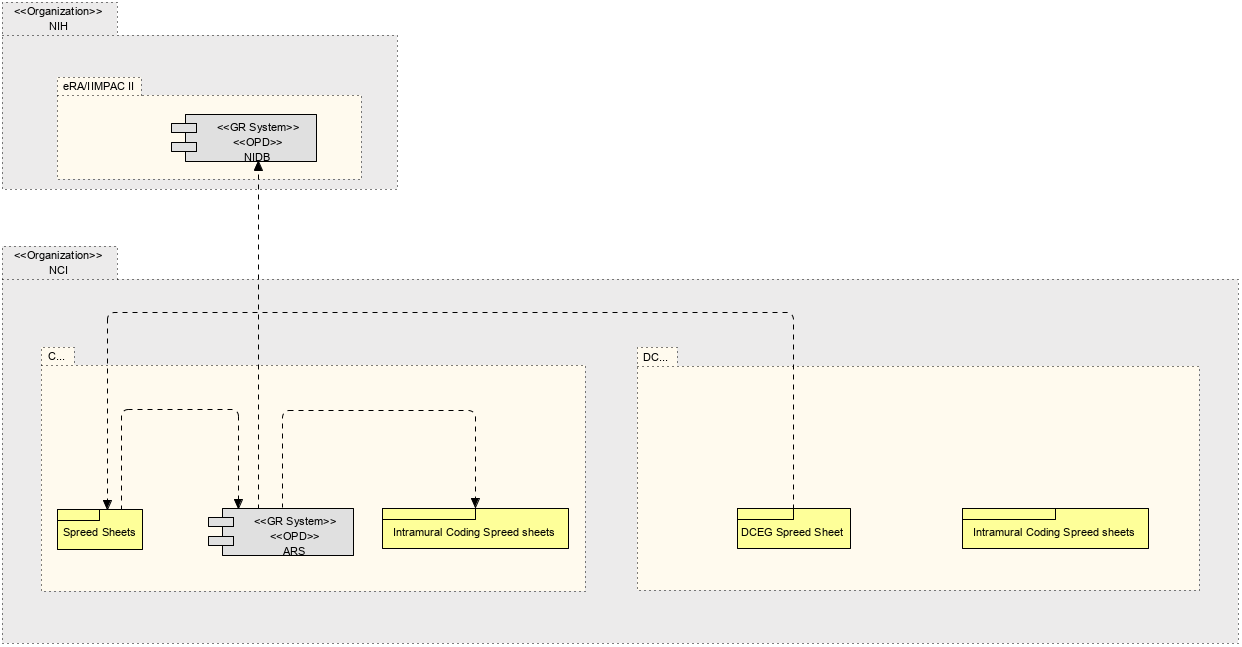 <<Organization>>
NIH
eRA/IIMPAC II
<<GR System>>
<<OPD>>
NIDB
<<Organization>>
NCI
C...
DC...
Spreed Sheets
<<GR System>>
<<OPD>>
ARS
Intramural Coding Spreed sheets
DCEG Spreed Sheet
Intramural Coding Spreed sheets